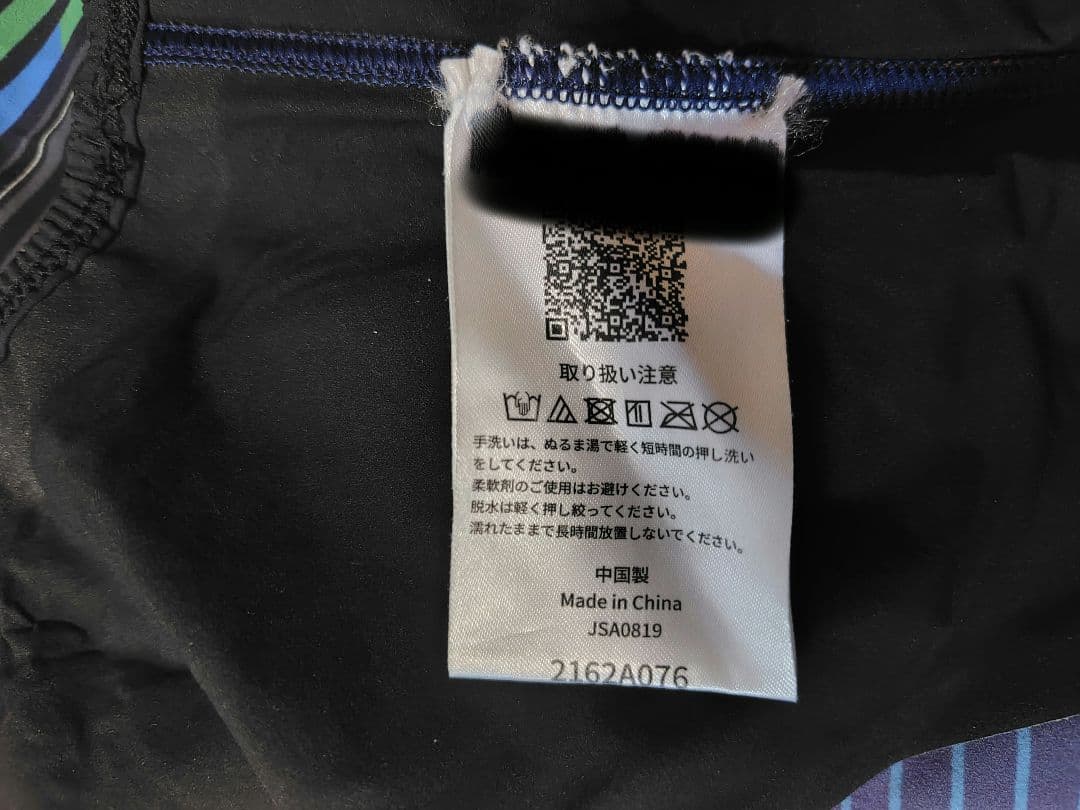 取り扱い注意
手洗いは、ぬるま湯で軽く短時間の押し洗い
をしてください。
柔軟剤のご使用はお避けください。
脱水は軽く押し絞ってください。
濡れたままで長時間放置しないでください。
中国製
Made in China
JSA0819
2162A076